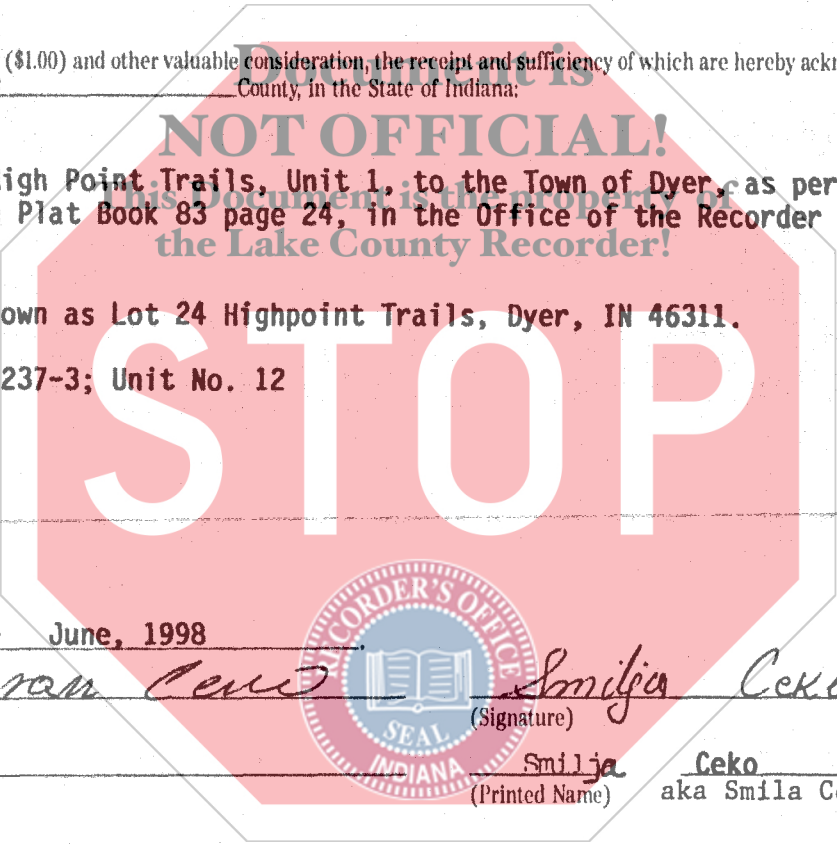 ($1.00) and other valuable consideration, the receipt and sufficiency of which are hereby ackn
Document is
County, in the State of Indiana:
NOT OFFICIAL!
igh Point Trails, Unit 1, to the Town of Dyer, as per
This Document is the property of
Plat Book 83 page 24, in the Office of the Recorder
the Lake County Recorder!
own as Lot 24 Highpoint Trails, Dyer, IN 46311.
237-3; Unit No. 12
STOP
RECORDER'S OFFICE
June, 1998
Smilja Ceko
(Signature)
SEAL
INDIANA
Smilja Ceko
(Printed Name) aka Smila C